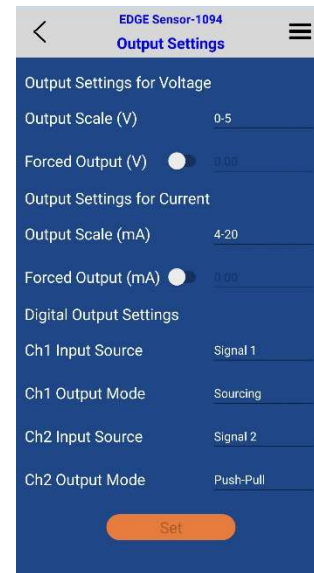 EDGE Sensor-1094
Output Settings
Output Settings for Voltage
Output Scale (V) 0-5
Forced Output (V) 0.00
Output Settings for Current
Output Scale (mA) 4-20
Forced Output (mA) 0.00
Digital Output Settings
Ch1 Input Source Signal 1
Ch1 Output Mode Sourcing
Ch2 Input Source Signal 2
Ch2 Output Mode Push-Pull
Set